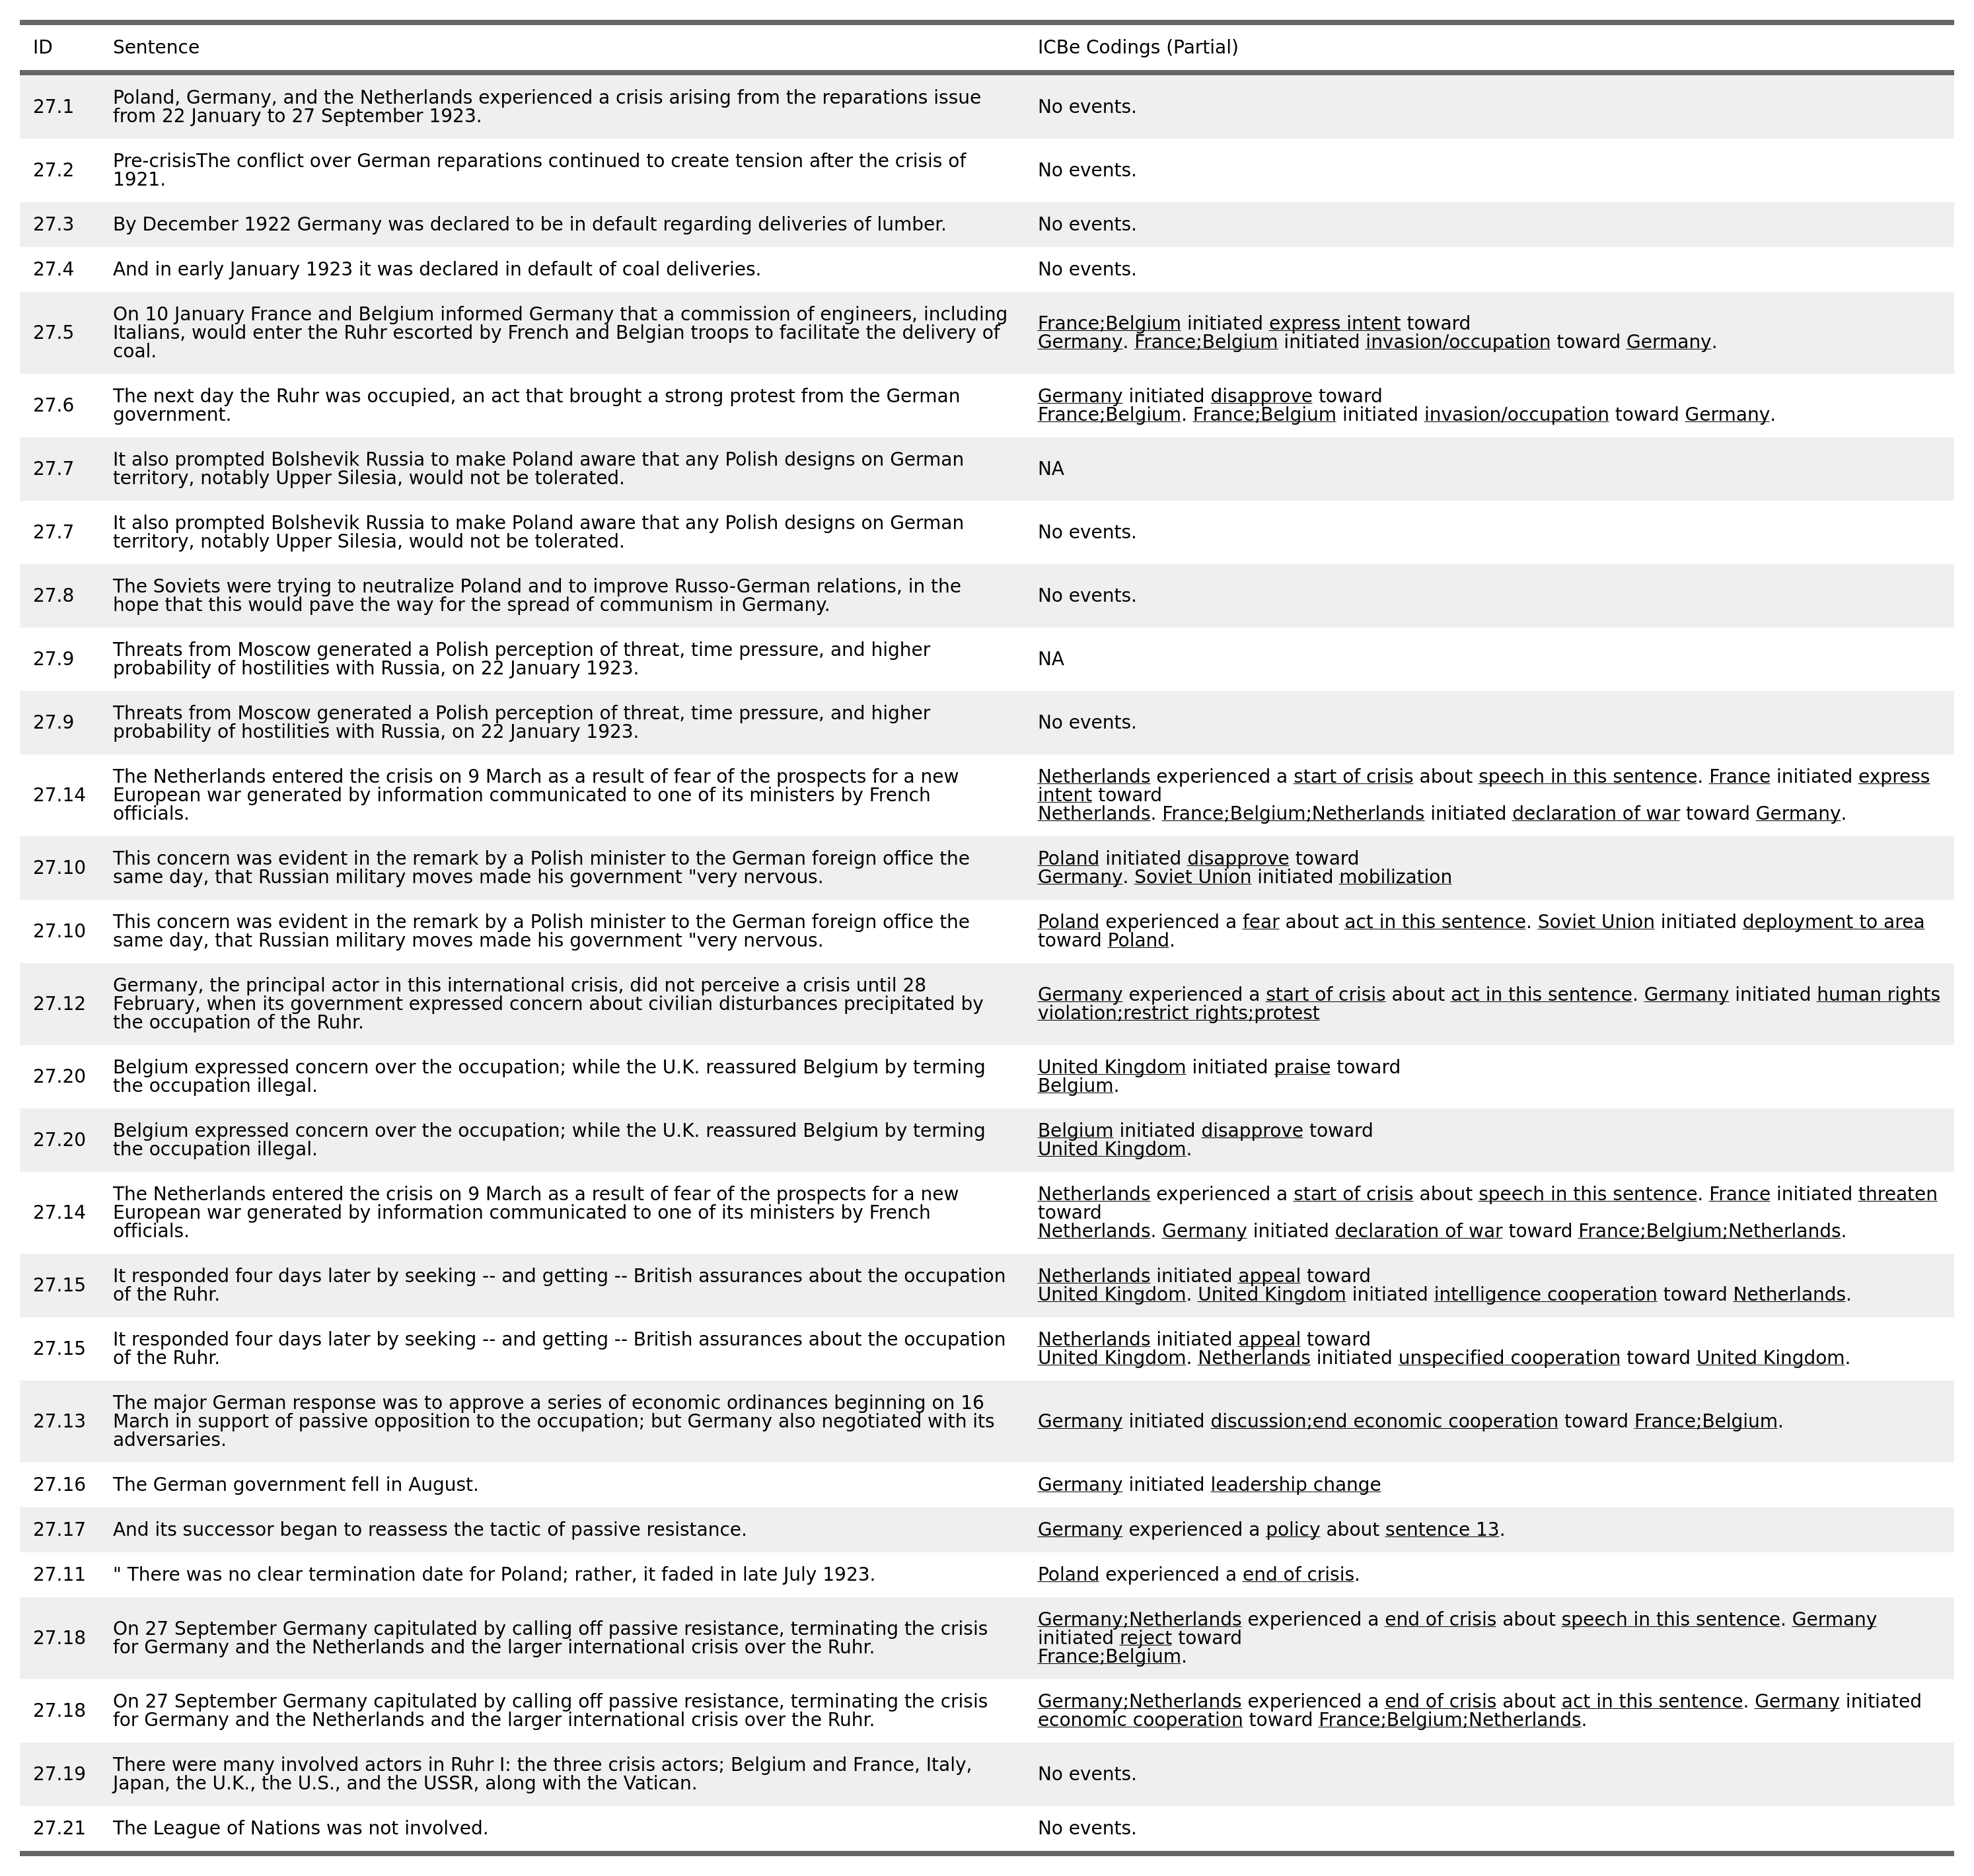 ID Sentence ICBe Codings (Partial)
27.1 Poland, Germany, and the Netherlands experienced a crisis arising from the reparations issue
from 22 January to 27 September 1923.
No events.
27.2 Pre-crisisThe conflict over German reparations continued to create tension after the crisis of
1921.
No events.
27.3 By December 1922 Germany was declared to be in default regarding deliveries of lumber. No events.
27.4 And in early January 1923 it was declared in default of coal deliveries. No events.
27.5 On 10 January France and Belgium informed Germany that a commission of engineers, including
Italians, would enter the Ruhr escorted by French and Belgian troops to facilitate the delivery of
coal.
France;Belgium initiated express intent toward
Germany. France;Belgium initiated invasion/occupation toward Germany.
27.6 The next day the Ruhr was occupied, an act that brought a strong protest from the German
government.
Germany initiated disapprove toward
France;Belgium. France;Belgium initiated invasion/occupation toward Germany.
27.7 It also prompted Bolshevik Russia to make Poland aware that any Polish designs on German
territory, notably Upper Silesia, would not be tolerated.
NA
27.7 It also prompted Bolshevik Russia to make Poland aware that any Polish designs on German
territory, notably Upper Silesia, would not be tolerated.
No events.
27.8 The Soviets were trying to neutralize Poland and to improve Russo-German relations, in the
hope that this would pave the way for the spread of communism in Germany.
No events.
27.9 Threats from Moscow generated a Polish perception of threat, time pressure, and higher
probability of hostilities with Russia, on 22 January 1923.
NA
27.9 Threats from Moscow generated a Polish perception of threat, time pressure, and higher
probability of hostilities with Russia, on 22 January 1923.
No events.
27.14 The Netherlands entered the crisis on 9 March as a result of fear of the prospects for a new
European war generated by information communicated to one of its ministers by French
officials.
Netherlands experienced a start of crisis about speech in this sentence. France initiated express
intent toward
Netherlands. France;Belgium;Netherlands initiated declaration of war toward Germany.
27.10 This concern was evident in the remark by a Polish minister to the German foreign office the
same day, that Russian military moves made his government "very nervous.
Poland initiated disapprove toward
Germany. Soviet Union initiated mobilization
27.10 This concern was evident in the remark by a Polish minister to the German foreign office the
same day, that Russian military moves made his government "very nervous.
Poland experienced a fear about act in this sentence. Soviet Union initiated deployment to area
toward Poland.
27.12 Germany, the principal actor in this international crisis, did not perceive a crisis until 28
February, when its government expressed concern about civilian disturbances precipitated by
the occupation of the Ruhr.
Germany experienced a start of crisis about act in this sentence. Germany initiated human rights
violation;restrict rights;protest
27.20 Belgium expressed concern over the occupation; while the U.K. reassured Belgium by terming
the occupation illegal.
United Kingdom initiated praise toward
Belgium.
27.20 Belgium expressed concern over the occupation; while the U.K. reassured Belgium by terming
the occupation illegal.
Belgium initiated disapprove toward
United Kingdom.
27.14 The Netherlands entered the crisis on 9 March as a result of fear of the prospects for a new
European war generated by information communicated to one of its ministers by French
officials.
Netherlands experienced a start of crisis about speech in this sentence. France initiated threaten
toward
Netherlands. Germany initiated declaration of war toward France;Belgium;Netherlands.
27.15 It responded four days later by seeking -- and getting -- British assurances about the occupation
of the Ruhr.
Netherlands initiated appeal toward
United Kingdom. United Kingdom initiated intelligence cooperation toward Netherlands.
27.15 It responded four days later by seeking -- and getting -- British assurances about the occupation
of the Ruhr.
Netherlands initiated appeal toward
United Kingdom. Netherlands initiated unspecified cooperation toward United Kingdom.
27.13 The major German response was to approve a series of economic ordinances beginning on 16
March in support of passive opposition to the occupation; but Germany also negotiated with its
adversaries.
Germany initiated discussion;end economic cooperation toward France;Belgium.
27.16 The German government fell in August. Germany initiated leadership change
27.17 And its successor began to reassess the tactic of passive resistance. Germany experienced a policy about sentence 13.
27.11 " There was no clear termination date for Poland; rather, it faded in late July 1923. Poland experienced a end of crisis.
27.18 On 27 September Germany capitulated by calling off passive resistance, terminating the crisis
for Germany and the Netherlands and the larger international crisis over the Ruhr.
Germany;Netherlands experienced a end of crisis about speech in this sentence. Germany
initiated reject toward
France;Belgium.
27.18 On 27 September Germany capitulated by calling off passive resistance, terminating the crisis
for Germany and the Netherlands and the larger international crisis over the Ruhr.
Germany;Netherlands experienced a end of crisis about act in this sentence. Germany initiated
economic cooperation toward France;Belgium;Netherlands.
27.19 There were many involved actors in Ruhr I: the three crisis actors; Belgium and France, Italy,
Japan, the U.K., the U.S., and the USSR, along with the Vatican.
No events.
27.21 The League of Nations was not involved. No events.